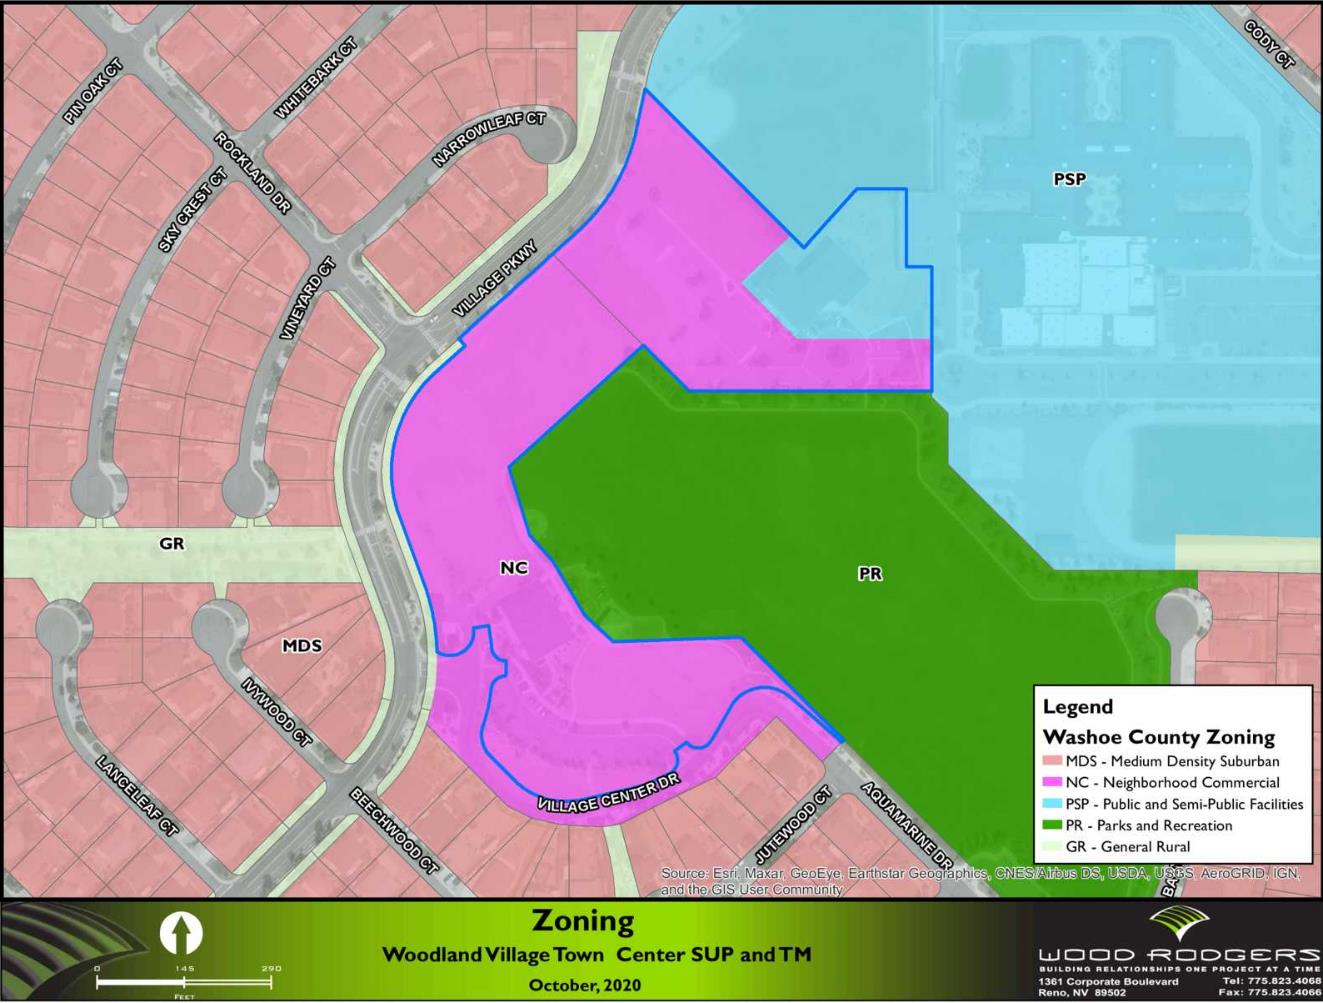 CODY CT
PIN OAK CT
WHITEBARK CT
NARROWLEAF CT
ROCKLAND DR
SKY CREST CT
PSP
VILLAGE PKWY
VINEYARD CT
GR
NC
PR
MDS
IVYWOOD CT
LANCELEAF CT
BEECHWOOD CT
VILLAGE CENTER DR
JUTEWOOD CT
AQUAMARINE DR
Legend
Washoe County Zoning
MDS - Medium Density Suburban
NC - Neighborhood Commercial
PSP - Public and Semi-Public Facilities
PR - Parks and Recreation
GR - General Rural
Source: Esri, Maxar, GeoEye, Earthstar Geographics, CNES/Airbus DS, USDA, USGS, AeroGRID, IGN,
and the GIS User Community
0 145 290
FEET
Zoning
Woodland Village Town Center SUP and TM
October, 2020
WOOD RODGERS
BUILDING RELATIONSHIPS ONE PROJECT AT A TIME
1361 Corporate Boulevard Tel: 775.823.4068
Reno, NV 89502 Fax: 775.823.4066